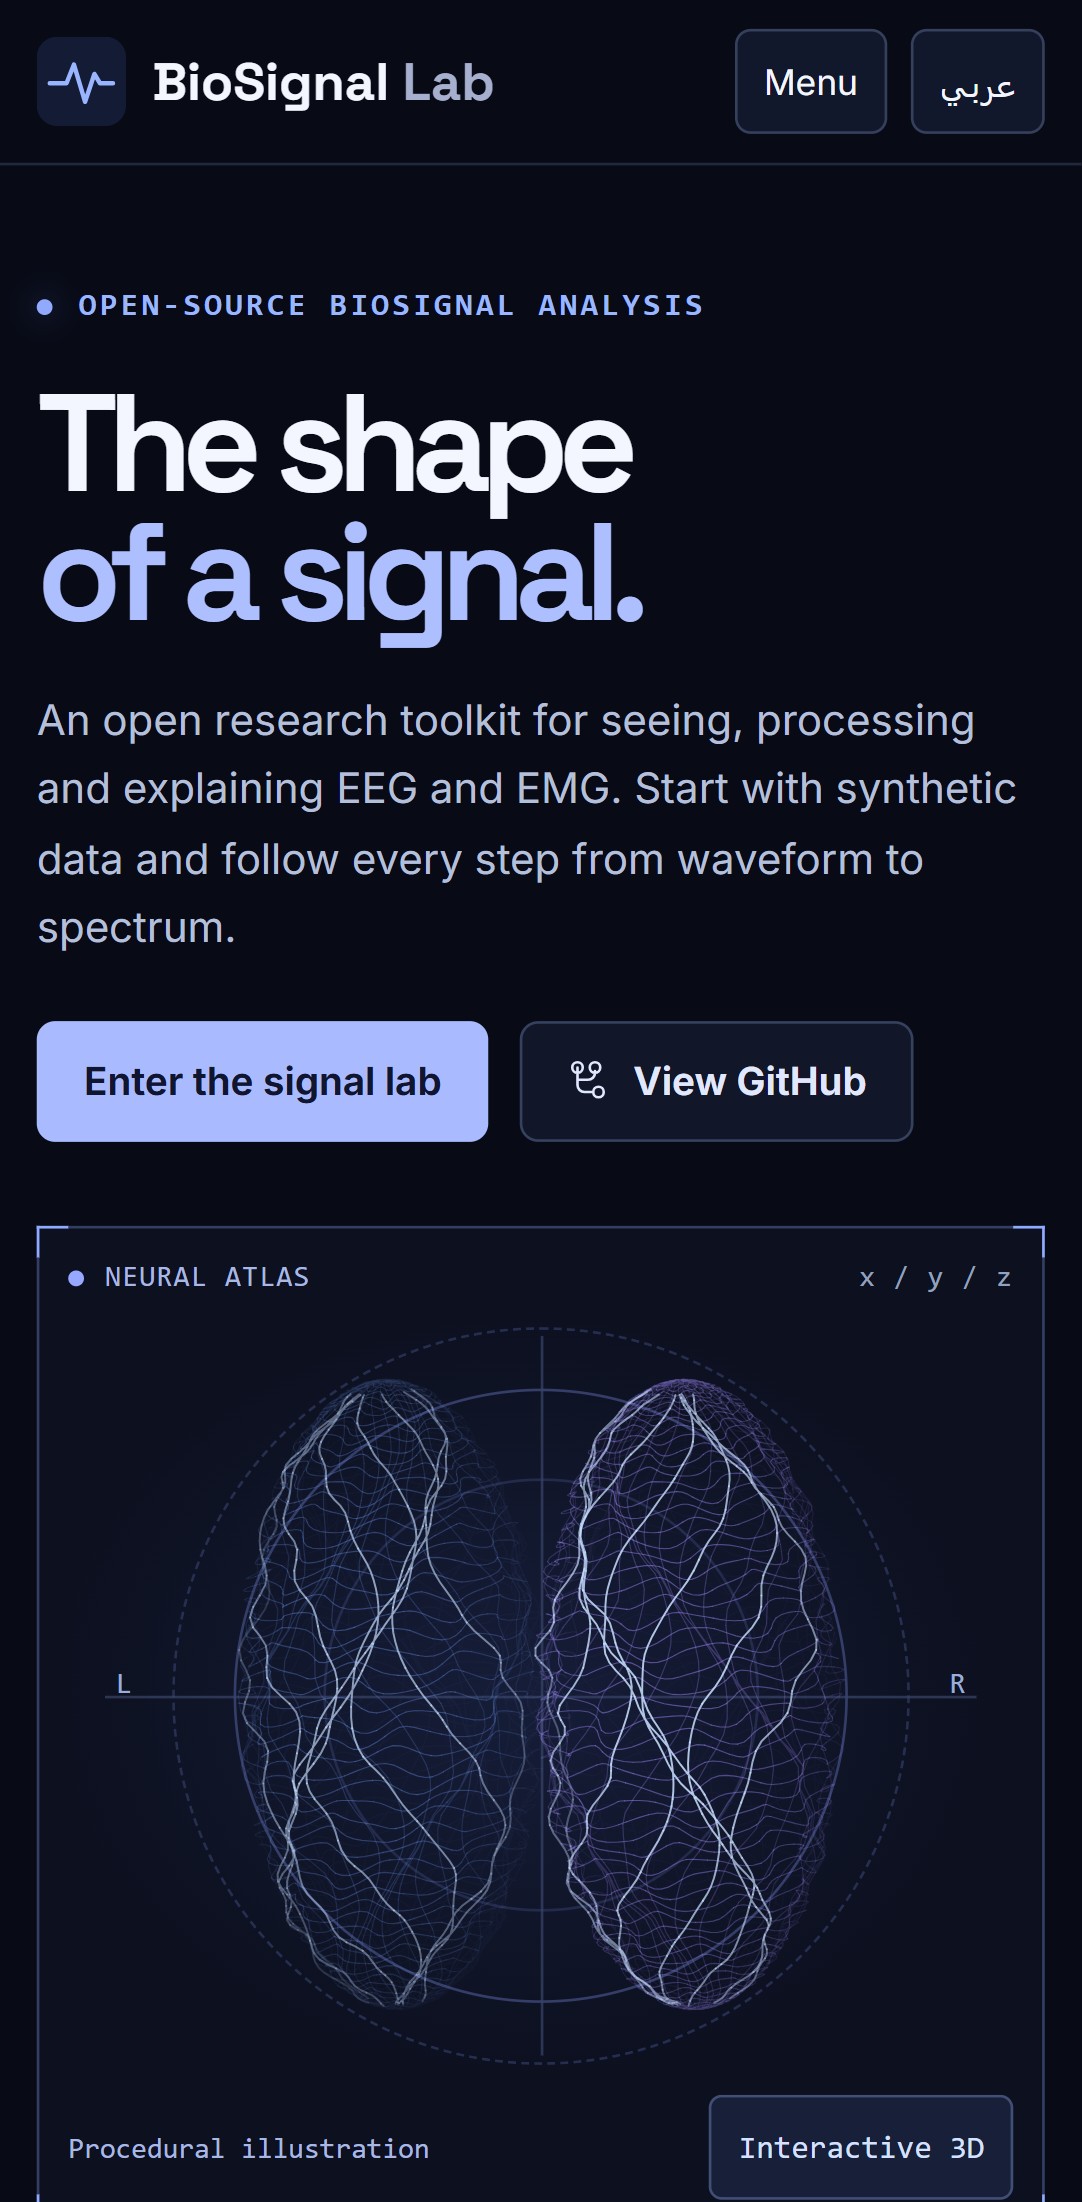 BioSignal Lab
Menu
عربي
OPEN-SOURCE BIOSIGNAL ANALYSIS
The shape
of a signal.
An open research toolkit for seeing, processing
and explaining EEG and EMG. Start with synthetic
data and follow every step from waveform to
spectrum.
Enter the signal lab
View GitHub
NEURAL ATLAS
x / y / z
L
R
Procedural illustration
Interactive 3D